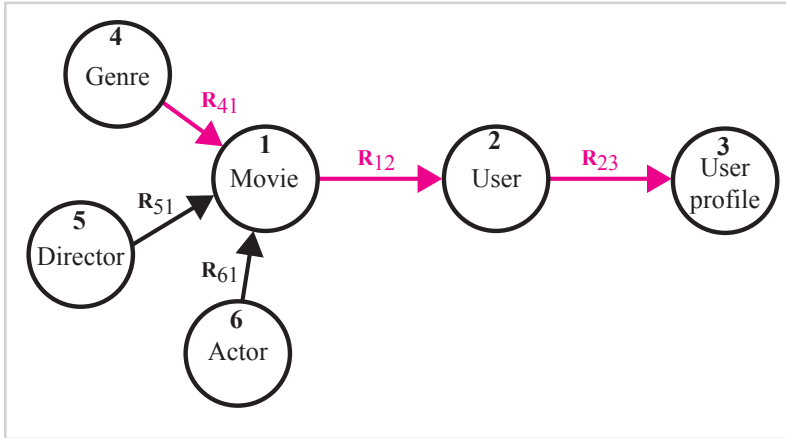 4
Genre
R41
1
Movie
R12
2
User
R23
3
User
profile
5
Director
R51
R61
6
Actor